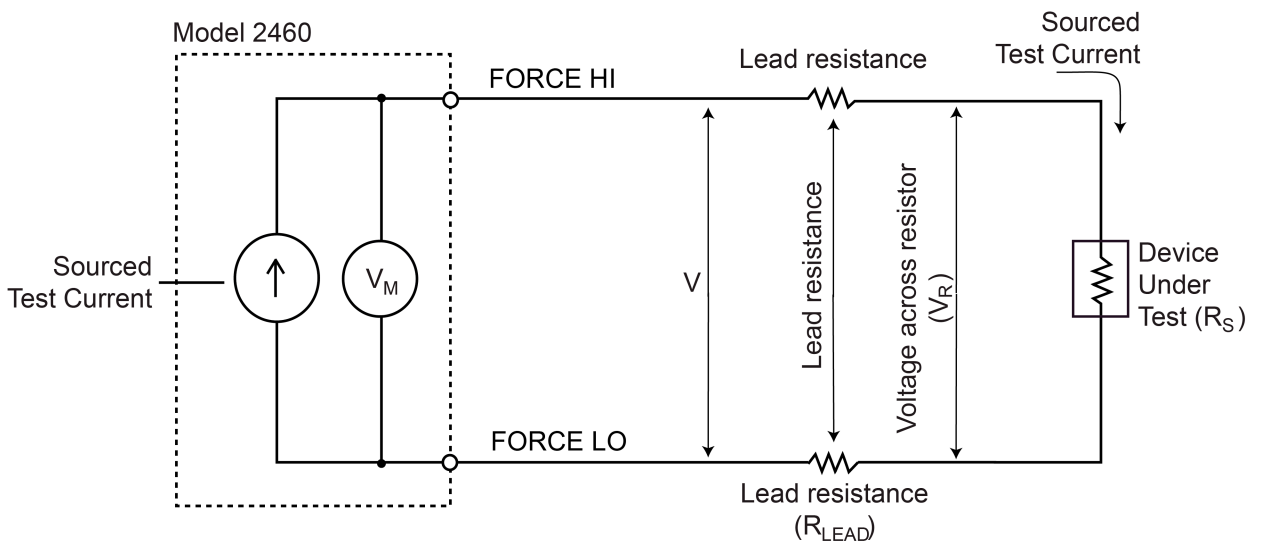 Model 2460
Sourced
Test Current
Lead resistance
FORCE HI
Sourced
Test Current
V_M
V
Lead resistance
Voltage across resistor
(V_R)
Device
Under
Test (R_S)
FORCE LO
Lead resistance
(R_LEAD)